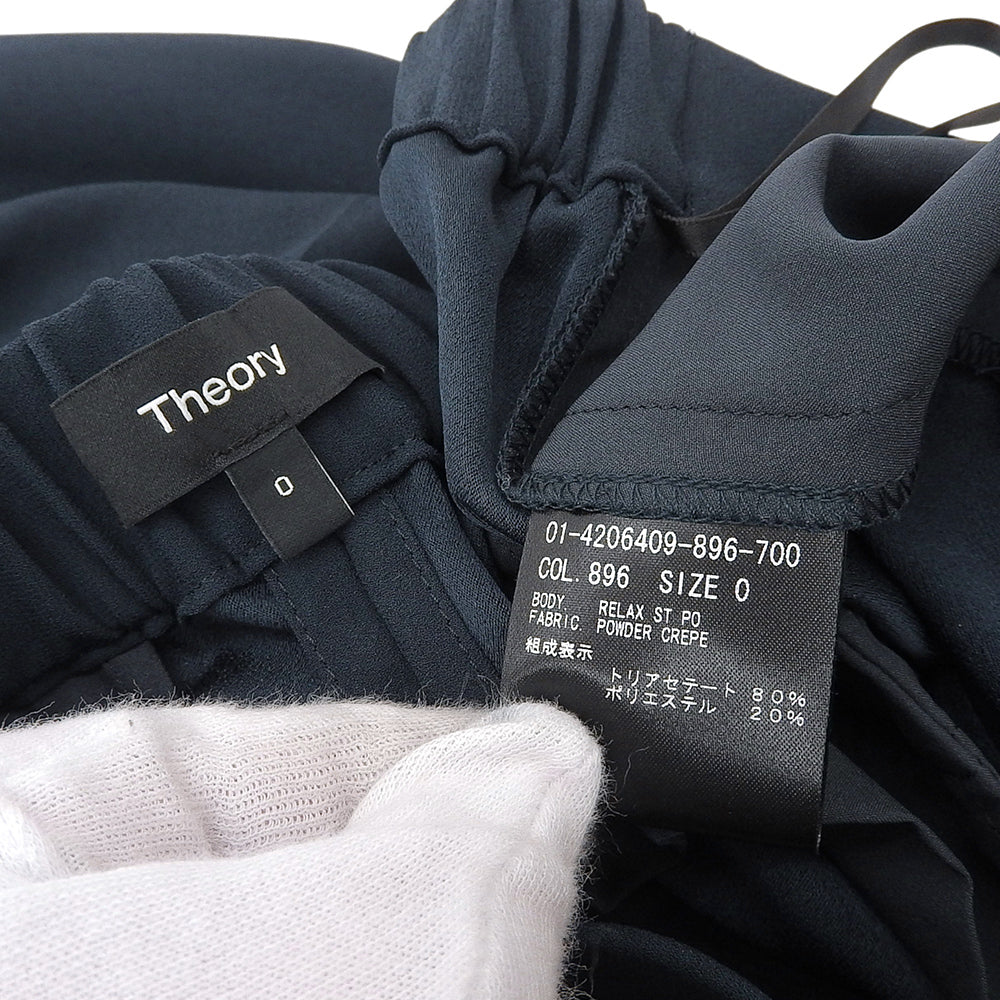 Theory
0
01-4206409-896-700
COL. 896 SIZE 0
BODY. RELAX ST PO
FABRIC. POWDER CREPE
組成表示
トリアセテート 80%
ポリエステル 20%